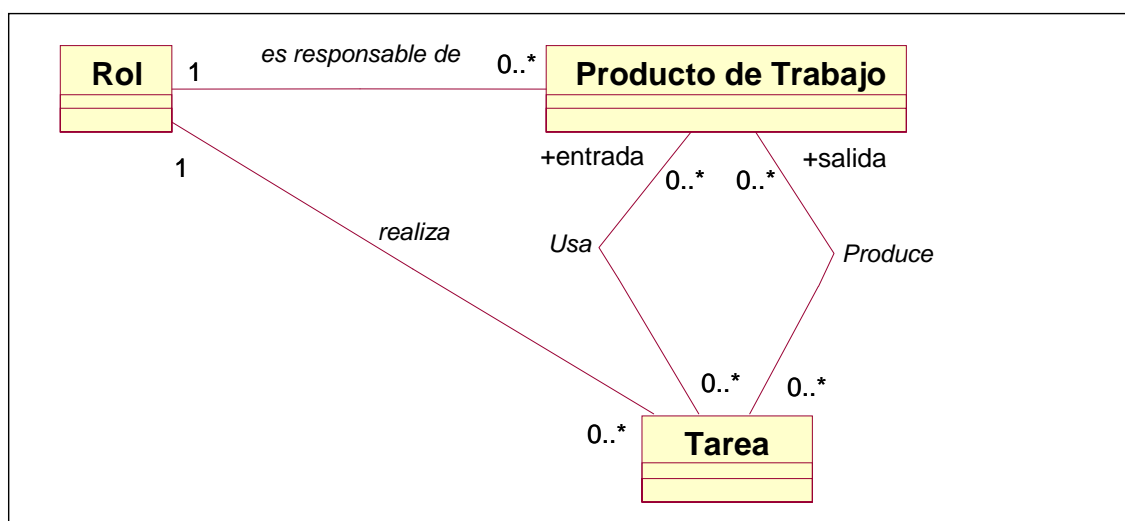 Rol
1
es responsable de
0..*
Producto de Trabajo
1
+entrada
0..*
0..*
+salida
realiza
Usa
Produce
0..*
0..*
0..*
Tarea